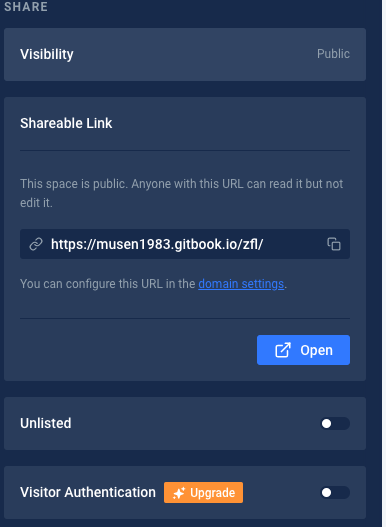 SHARE
Visibility
Public
Shareable Link
This space is public. Anyone with this URL can read it but not
edit it.
https://musen1983.gitbook.io/zfl/
You can configure this URL in the domain settings.
Open
Unlisted
Visitor Authentication
Upgrade